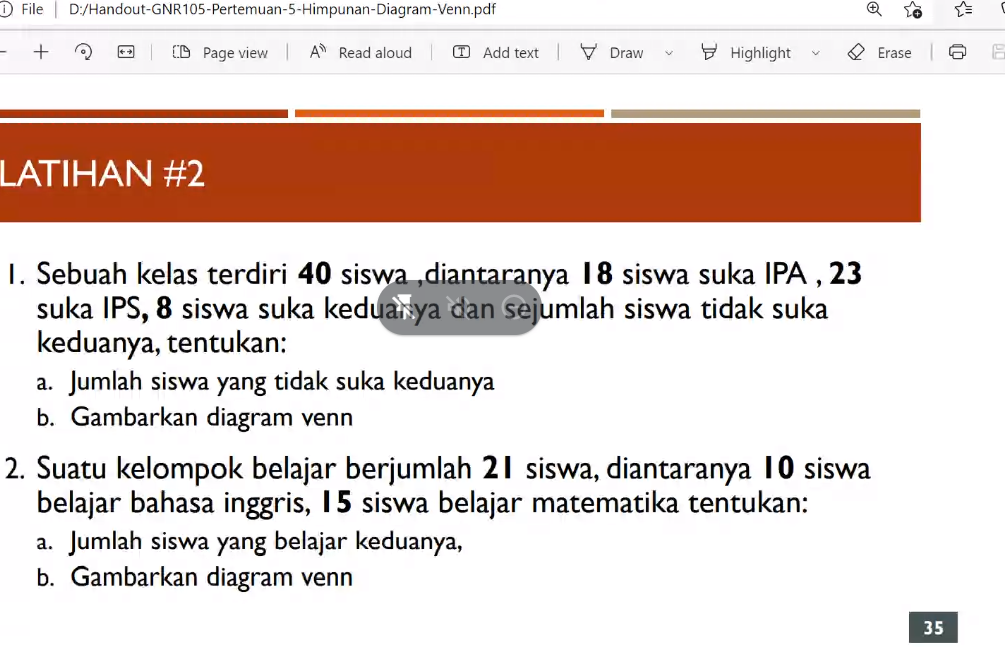 File | D:/Handout-GNR105-Pertemuan-5-Himpunan-Diagram-Venn.pdf
Page view | Read aloud | Add text | Draw Highlight Erase
LATIHAN #2
1. Sebuah kelas terdiri 40 siswa ,diantaranya 18 siswa suka IPA , 23
suka IPS, 8 siswa suka keduanya dan sejumlah siswa tidak suka
keduanya, tentukan:
a. Jumlah siswa yang tidak suka keduanya
b. Gambarkan diagram venn
2. Suatu kelompok belajar berjumlah 21 siswa, diantaranya 10 siswa
belajar bahasa inggris, 15 siswa belajar matematika tentukan:
a. Jumlah siswa yang belajar keduanya,
b. Gambarkan diagram venn
35